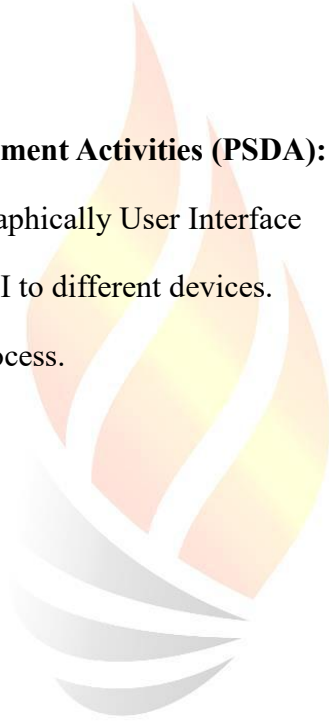 ment Activities (PSDA):
aphically User Interface
I to different devices.
ocess.